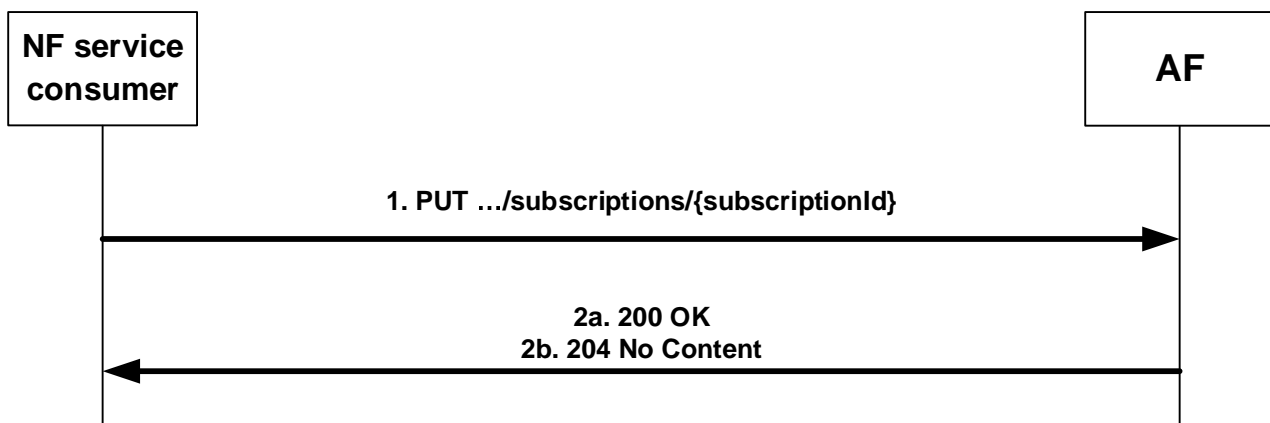 NF service
consumer
AF
1. PUT …/subscriptions/{subscriptionId}
2a. 200 OK
2b. 204 No Content